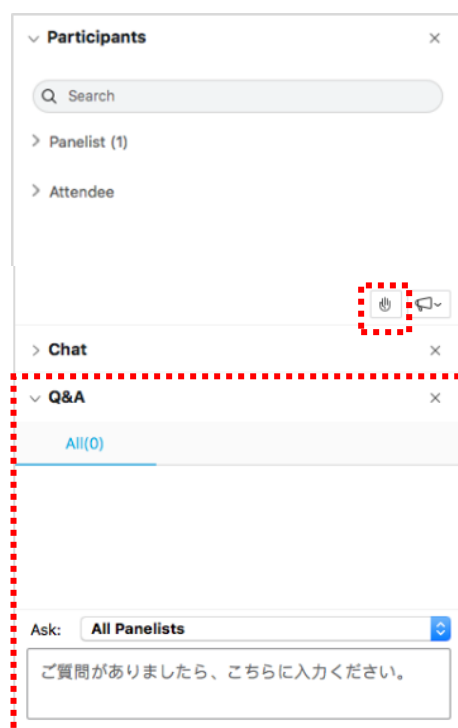 Participants
Search
Panelist (1)
Attendee
Chat
Q&A
All(0)
Ask: All Panelists
ご質問がありましたら、こちらに入力ください。